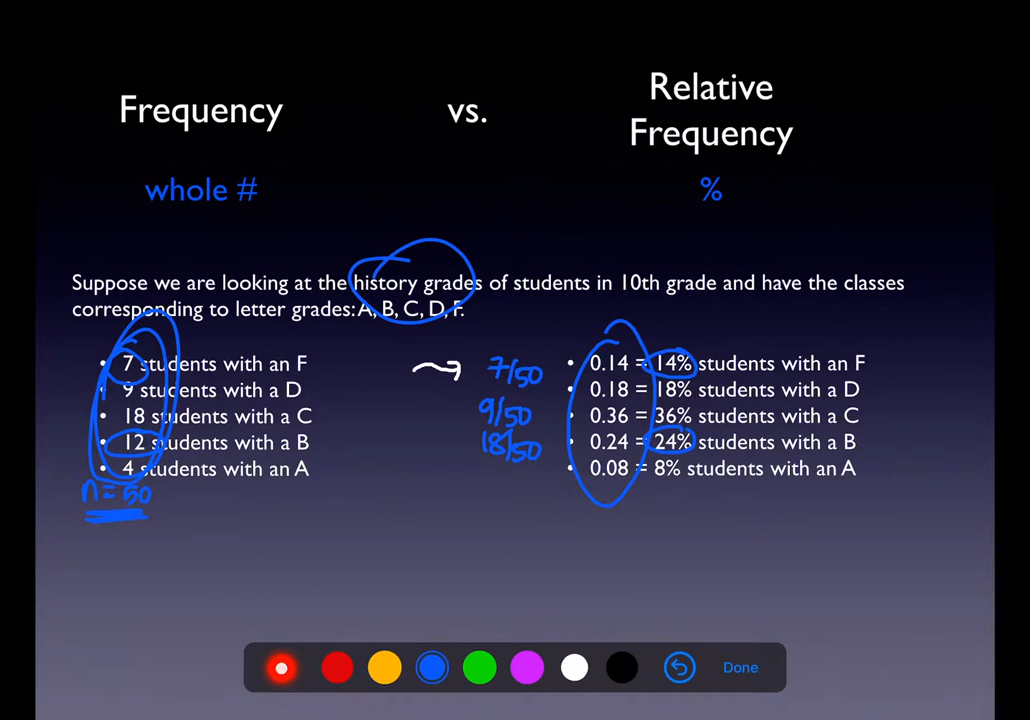 Frequency
vs.
Relative
Frequency
whole #
%
Suppose we are looking at the history grades of students in 10th grade and have the classes
corresponding to letter grades: A, B, C, D, F.
• 7 students with an F
• 9 students with a D
• 18 students with a C
• 12 students with a B
• 4 students with an A
n = 50
7/50
9/50
18/50
• 0.14 = 14% students with an F
• 0.18 = 18% students with a D
• 0.36 = 36% students with a C
• 0.24 = 24% students with a B
• 0.08 = 8% students with an A
Done